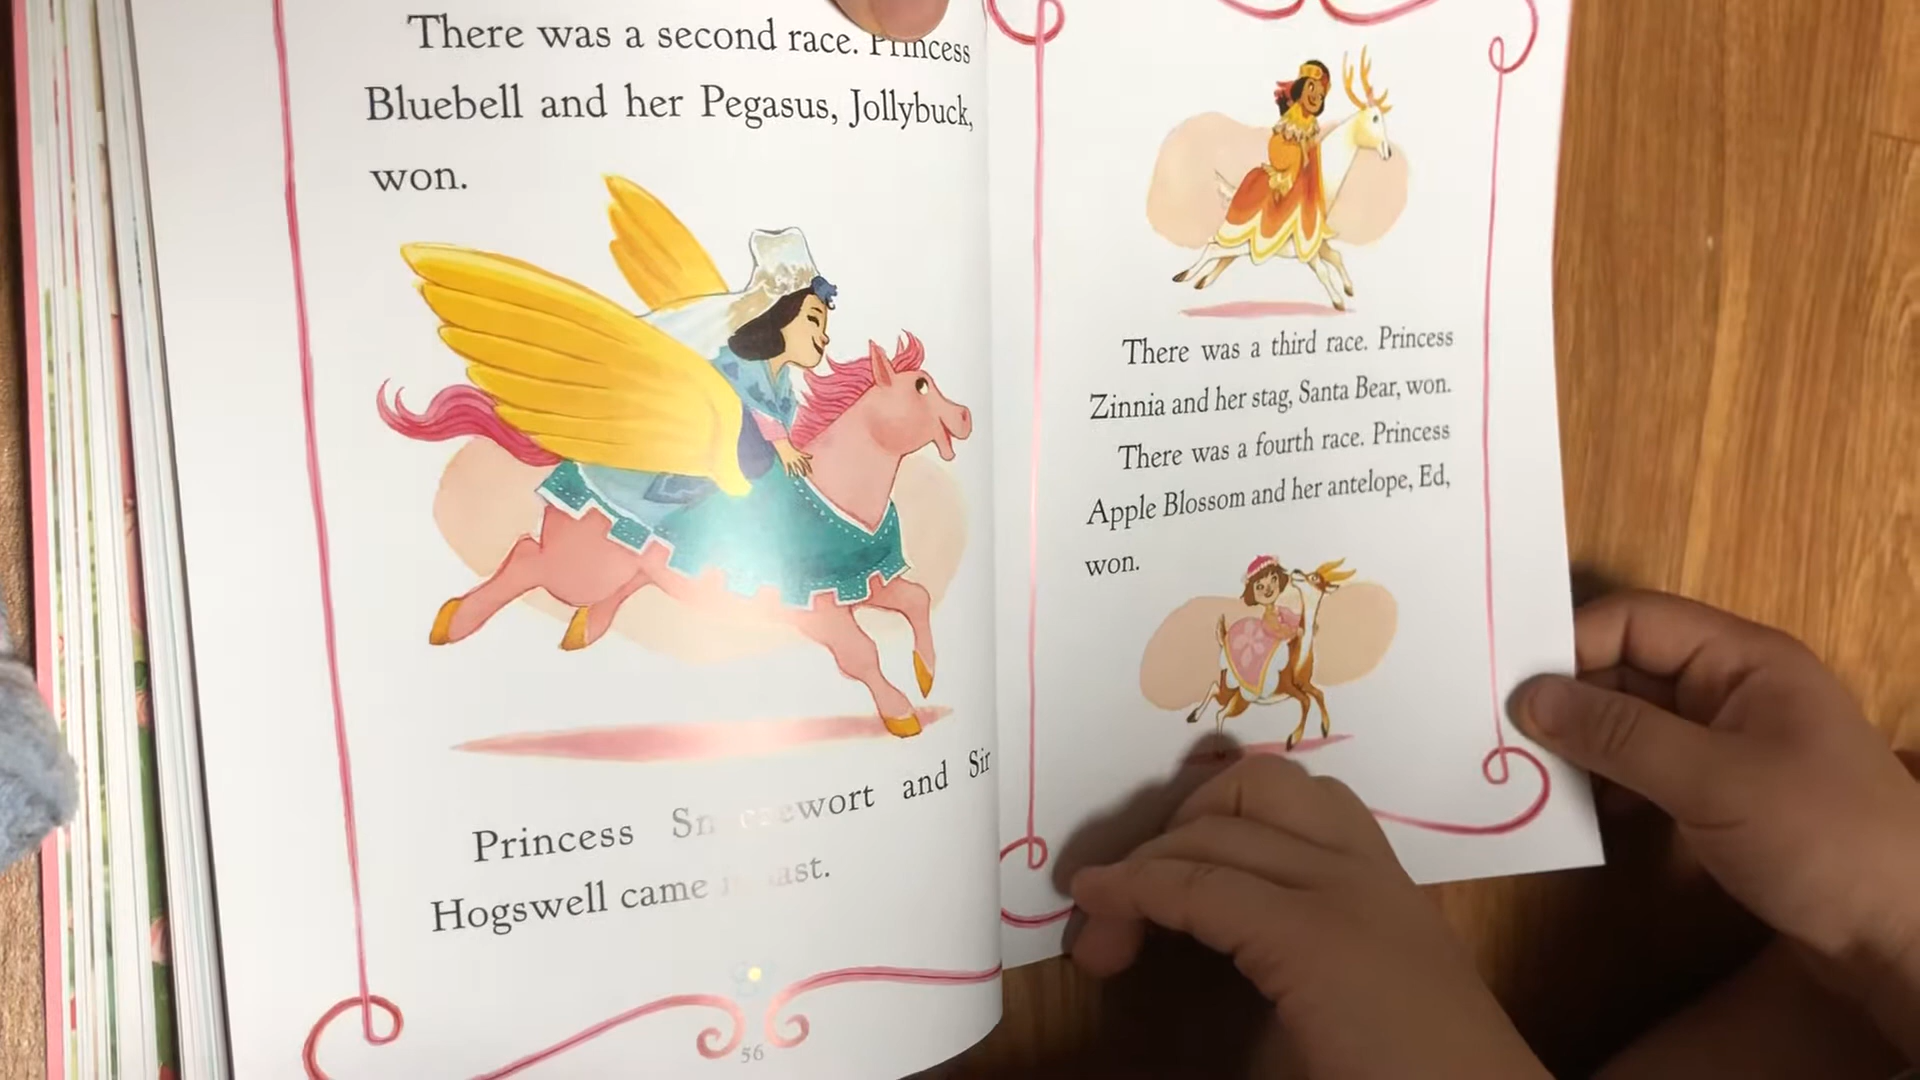 There was a second race. Princess
Bluebell and her Pegasus, Jollybuck,
won.
Princess and Sir
Hogswell came last.
56
There was a third race. Princess
Zinnia and her stag, Santa Bear, won.
There was a fourth race. Princess
Apple Blossom and her antelope, Ed,
won.